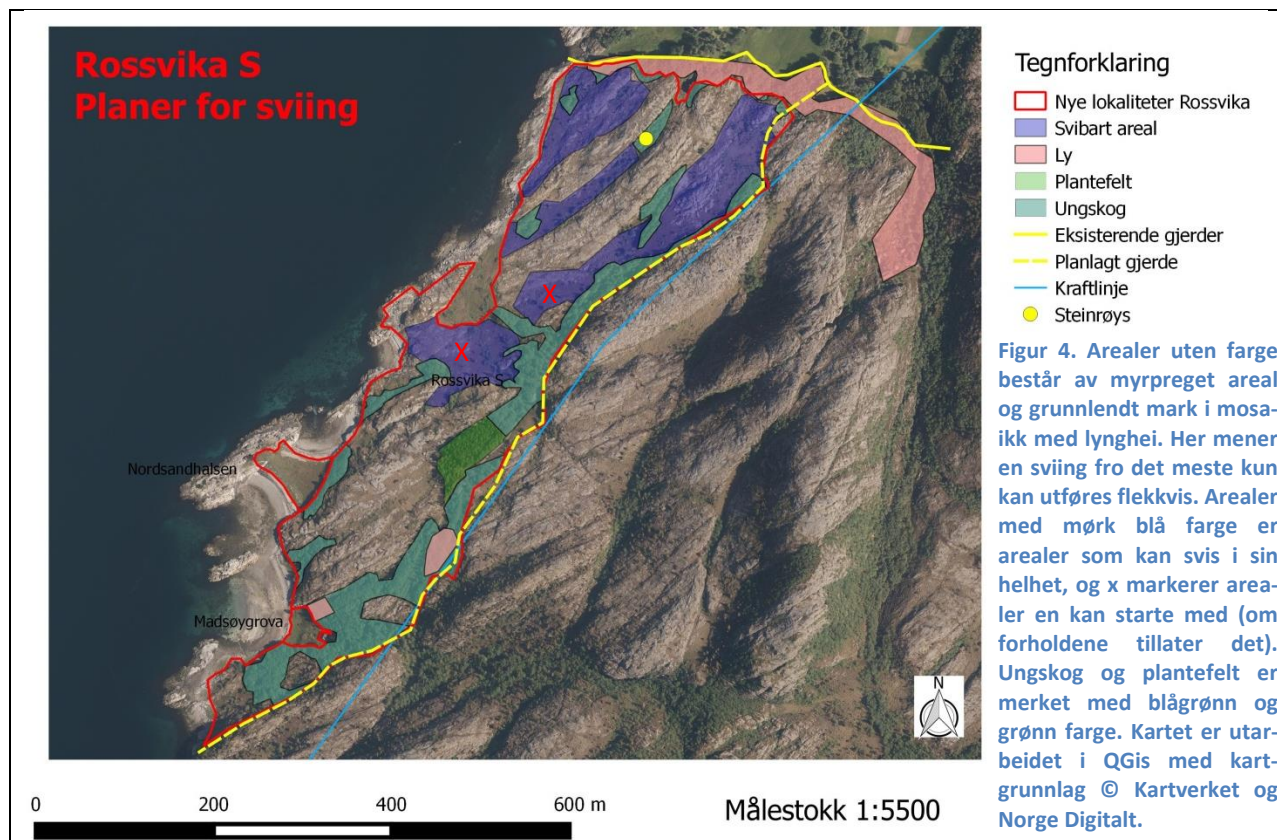 Rossvika S
Planer for sviing
Rossvika S
Nordsandhalsen
Madsøygrova
X
X
N
0 200 400 600 m
Målestokk 1:5500
Tegnforklaring
Nye lokaliteter Rossvika
Svibart areal
Ly
Plantefelt
Ungskog
Eksisterende gjerder
Planlagt gjerde
Kraftlinje
Steinrøys
Figur 4. Arealer uten farge
består av myrpreget areal
og grunnlendt mark i mosa-
ikk med lynghei. Her mener
en sviing fro det meste kun
kan utføres flekkvis. Arealer
med mørk blå farge er
arealer som kan svis i sin
helhet, og x markerer area-
ler en kan starte med (om
forholdene tillater det).
Ungskog og plantefelt er
merket med blågrønn og
grønn farge. Kartet er utar-
beidet i QGis med kart-
grunnlag © Kartverket og
Norge Digitalt.